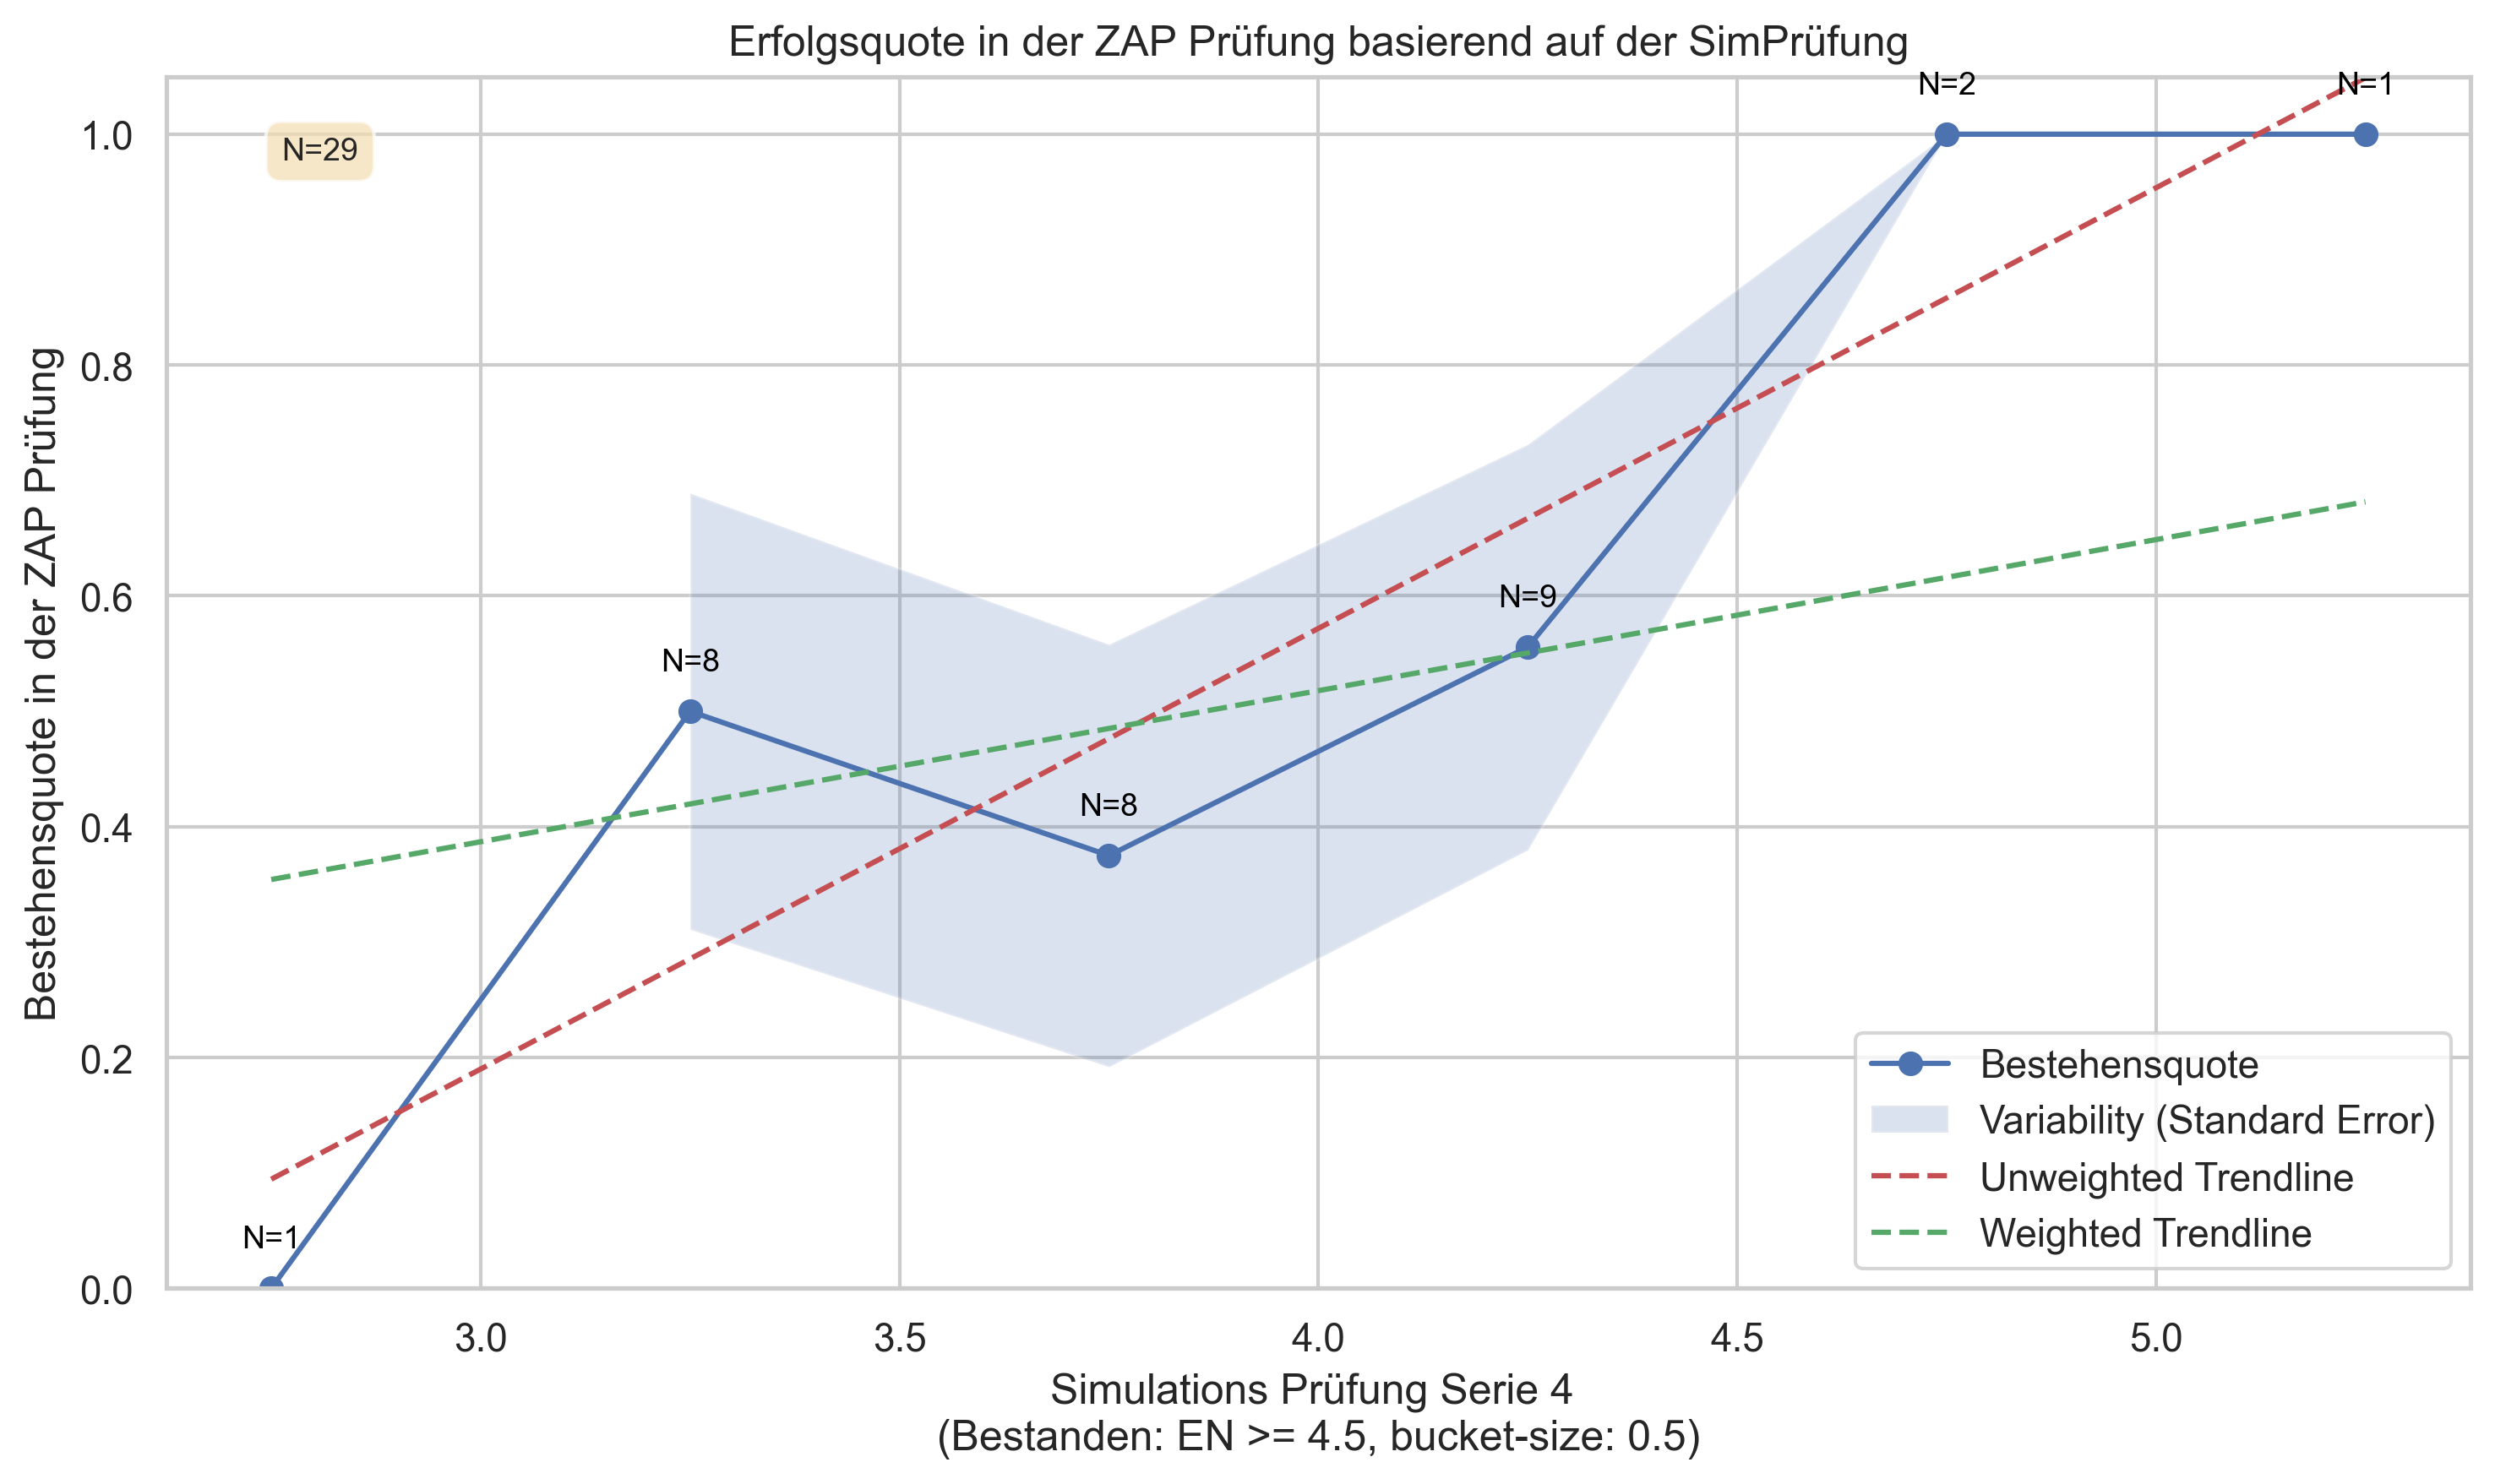 Erfolgsquote in der ZAP Prüfung basierend auf der SimPrüfung
Bestehensquote in der ZAP Prüfung
1.0
0.8
0.6
0.4
0.2
0.0
N=29
N=1
N=8
N=8
N=9
N=2
N=1
Bestehensquote
Variability (Standard Error)
Unweighted Trendline
Weighted Trendline
3.0
3.5
4.0
4.5
5.0
Simulations Prüfung Serie 4
(Bestanden: EN >= 4.5, bucket-size: 0.5)